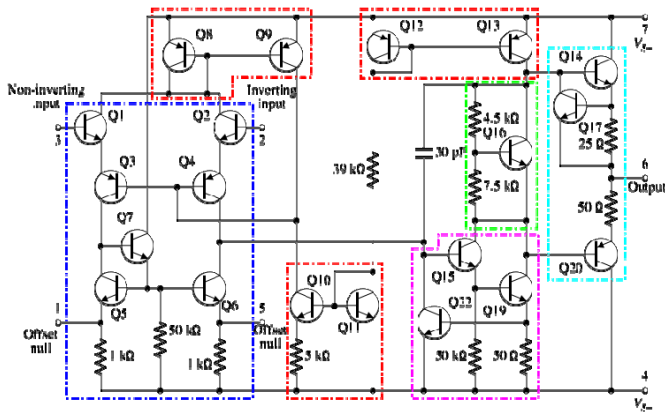 Q8
Q9
Q12
Q13
7
V
Q14
Non-inverting
input
Q1
Q2
Inverting
input
3
2
4.5 kΩ
Q16
Q17
25 Ω
30 pF
39 kΩ
6
Output
Q3
Q4
7.5 kΩ
50 Ω
Q7
Q15
Q20
Q10
Q11
Q22
Q19
1
Q5
Q6
5
Offset
null
50 kΩ
Offset
null
1 kΩ
1 kΩ
5 kΩ
50 kΩ
50 Ω
4
V